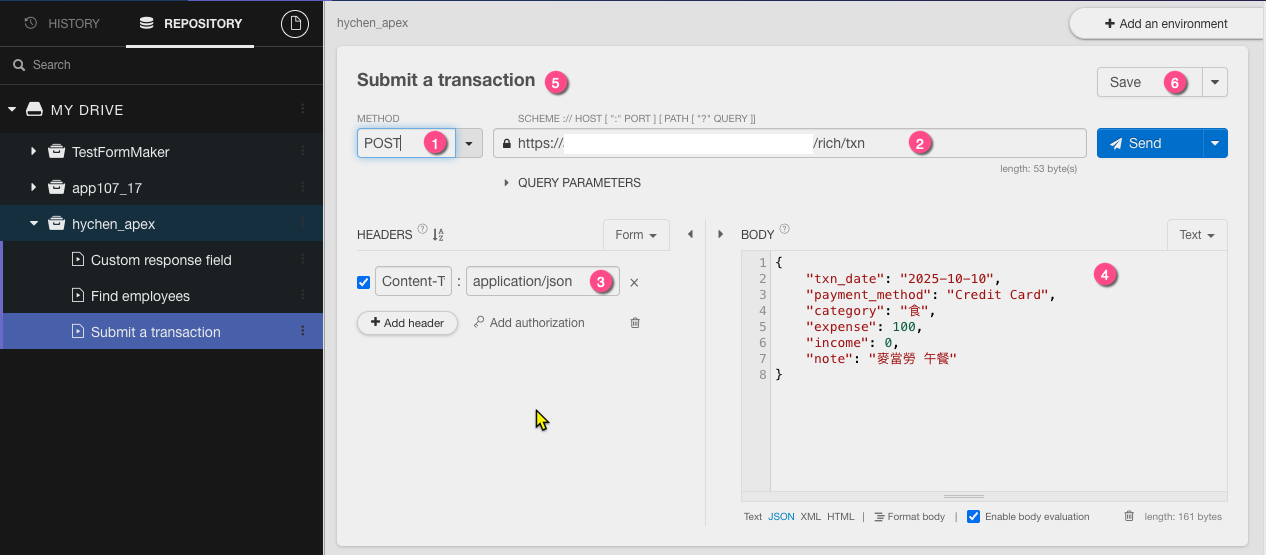 HISTORY
REPOSITORY
Search
MY DRIVE
TestFormMaker
app107_17
hychen_apex
Custom response field
Find employees
Submit a transaction
hychen_apex
+ Add an environment
Submit a transaction 5
Save 6
METHOD
SCHEME :// HOST [ ":" PORT ] [ PATH [ "?" QUERY ]]
POST 1
https:// /rich/txn 2
Send
length: 53 byte(s)
QUERY PARAMETERS
HEADERS ?
Form
Content-T : application/json 3 ×
+ Add header
Add authorization
BODY ?
Text
1 {
2 "txn_date": "2025-10-10",
3 "payment_method": "Credit Card",
4 "category": "食",
5 "expense": 100,
6 "income": 0,
7 "note": "麥當勞 午餐"
8 }
4
Text JSON XML HTML | Format body | Enable body evaluation length: 161 bytes